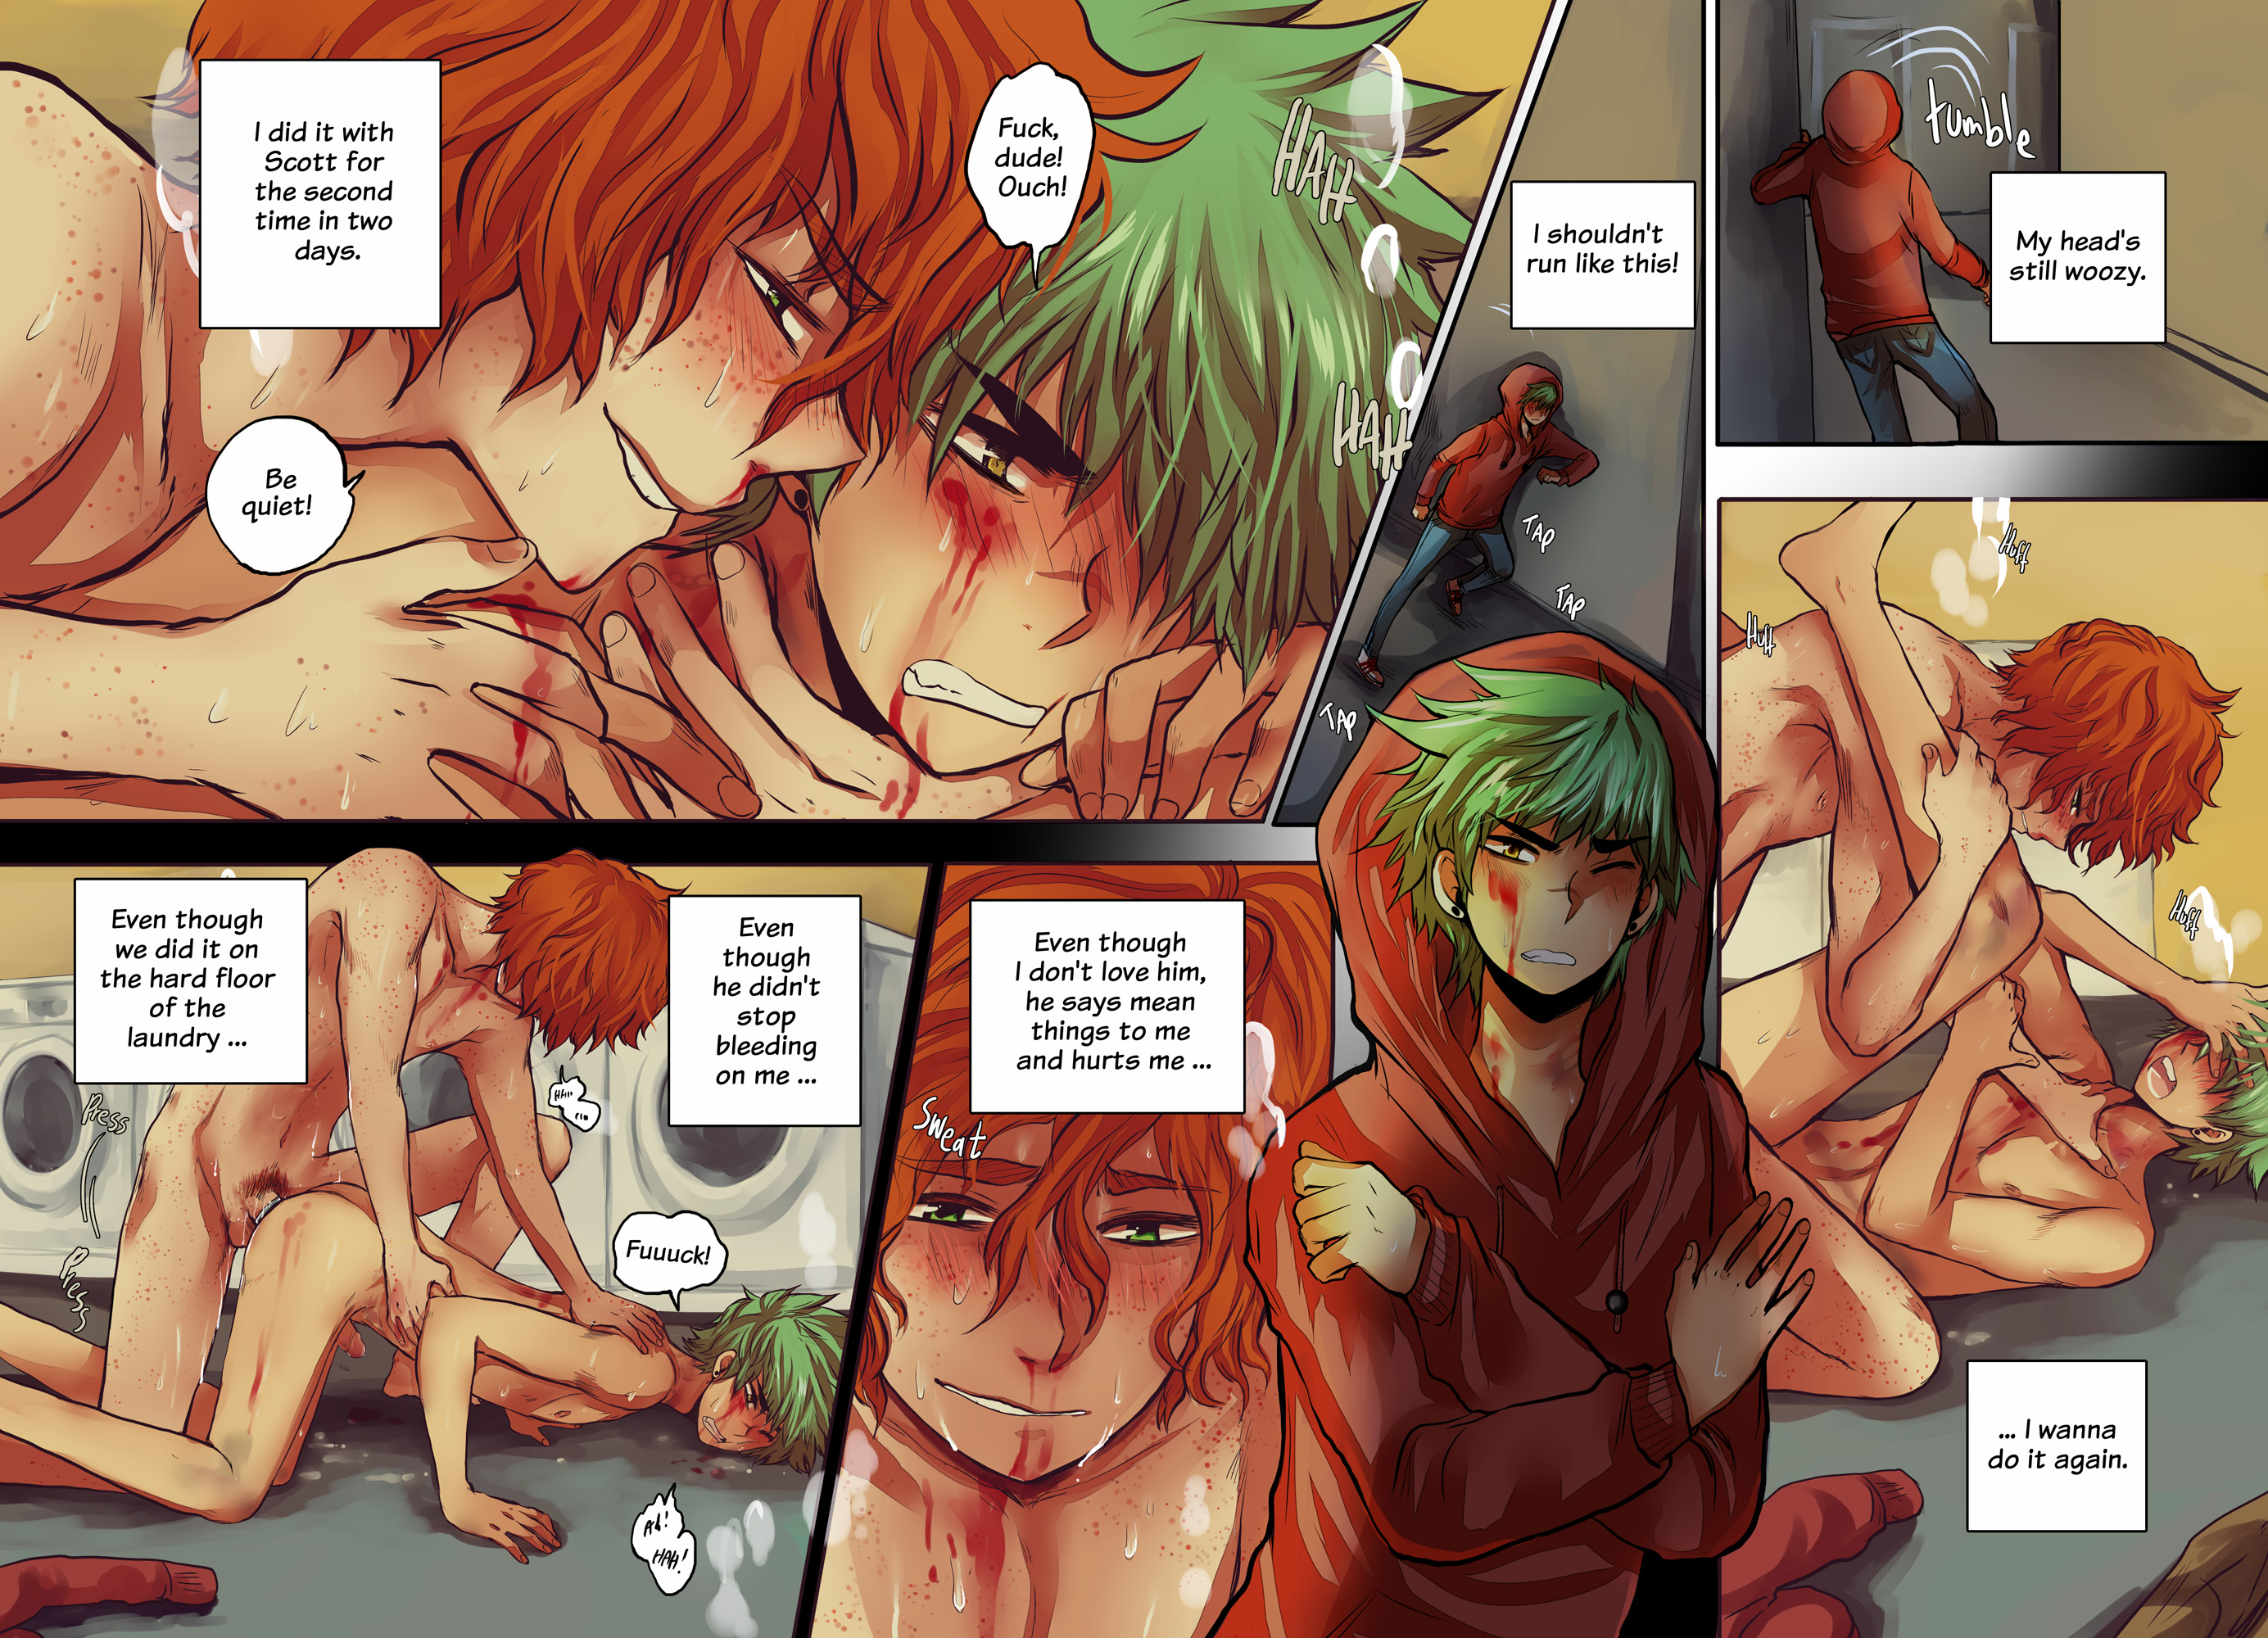 I did it with
Scott for
the second
time in two
days.
Fuck,
dude!
Ouch!
HAH
HAH
Be
quiet!
I shouldn't
run like this!
TAP
TAP
TAP
tumble
My head's
still woozy.
Even though
we did it on
the hard floor
of the
laundry ...
Press
Press
Even
though
he didn't
stop
bleeding
on me ...
Fuuuck!
Ah!
HAH!
Even though
I don't love him,
he says mean
things to me
and hurts me ...
Sweat
Huff
Huff
Huff
... I wanna
do it again.